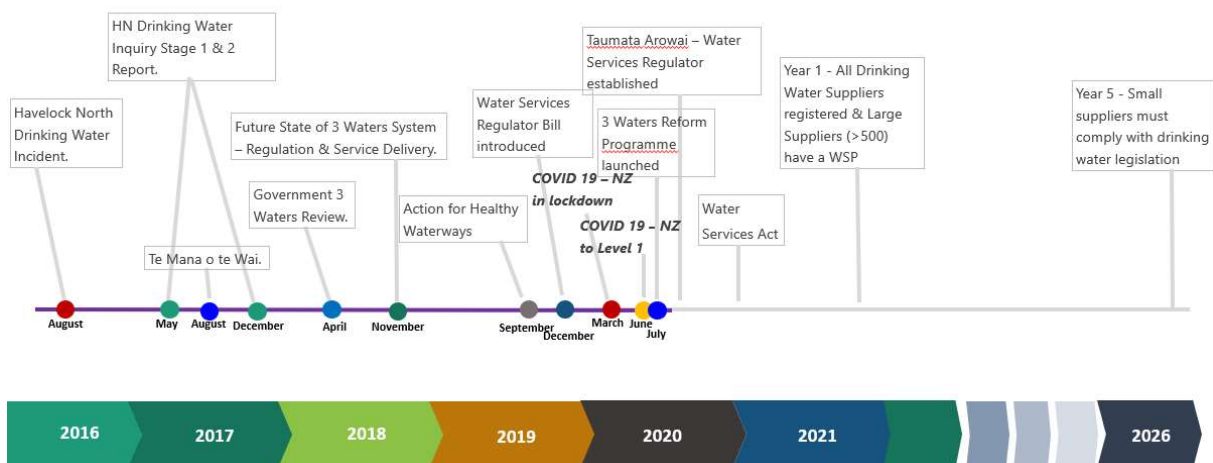 HN Drinking Water
Inquiry Stage 1 & 2
Report.
Taumata Arowai – Water
Services Regulator
established
Havelock North
Drinking Water
Incident.
Future State of 3 Waters System
– Regulation & Service Delivery.
Water Services
Regulator Bill
introduced
3 Waters Reform
Programme
launched
Year 1 - All Drinking
Water Suppliers
registered & Large
Suppliers (>500)
have a WSP
Year 5 - Small
suppliers must
comply with drinking
water legislation
COVID 19 – NZ
in lockdown
Government 3
Waters Review.
Action for Healthy
Waterways
COVID 19 – NZ
to Level 1
Water
Services Act
Te Mana o te Wai.
August
May
August
December
April
November
September
December
March
June
July
2016
2017
2018
2019
2020
2021
2026